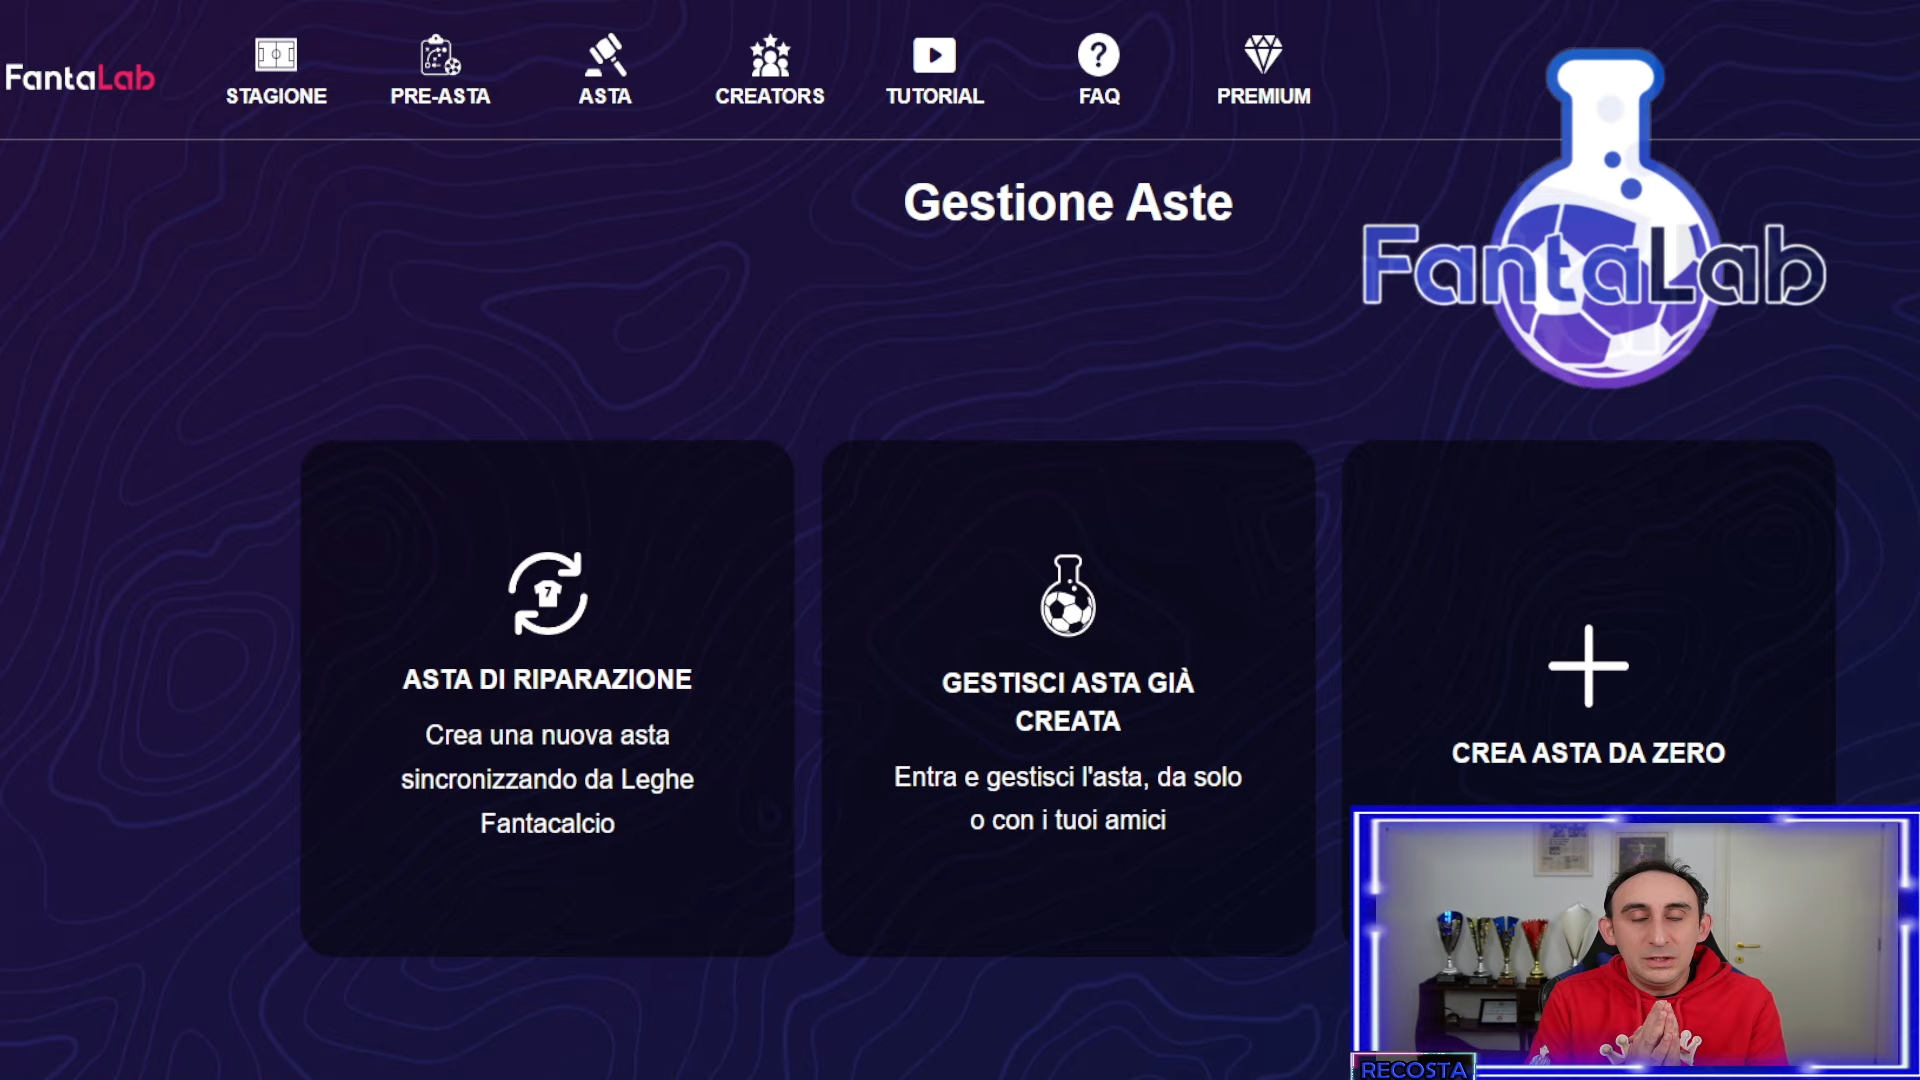 FantaLab
STAGIONE
PRE-ASTA
ASTA
CREATORS
TUTORIAL
FAQ
PREMIUM
Gestione Aste
FantaLab
7
ASTA DI RIPARAZIONE
Crea una nuova asta
sincronizzando da Leghe
Fantacalcio
GESTISCI ASTA GIÀ
CREATA
Entra e gestisci l'asta, da solo
o con i tuoi amici
CREA ASTA DA ZERO
RECOSTA